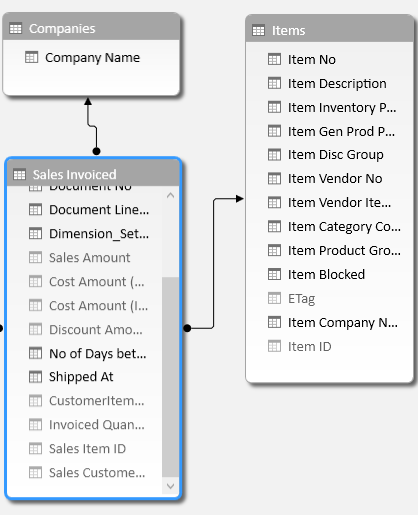 Companies
Company Name
Sales Invoiced
Document No
Document Line...
Dimension_Set...
Sales Amount
Cost Amount (...
Cost Amount (I...
Discount Amo...
No of Days bet...
Shipped At
CustomerItem...
Invoiced Quan...
Sales Item ID
Sales Custome...
Items
Item No
Item Description
Item Inventory P...
Item Gen Prod P...
Item Disc Group
Item Vendor No
Item Vendor Ite...
Item Category Co...
Item Product Gro...
Item Blocked
ETag
Item Company N...
Item ID